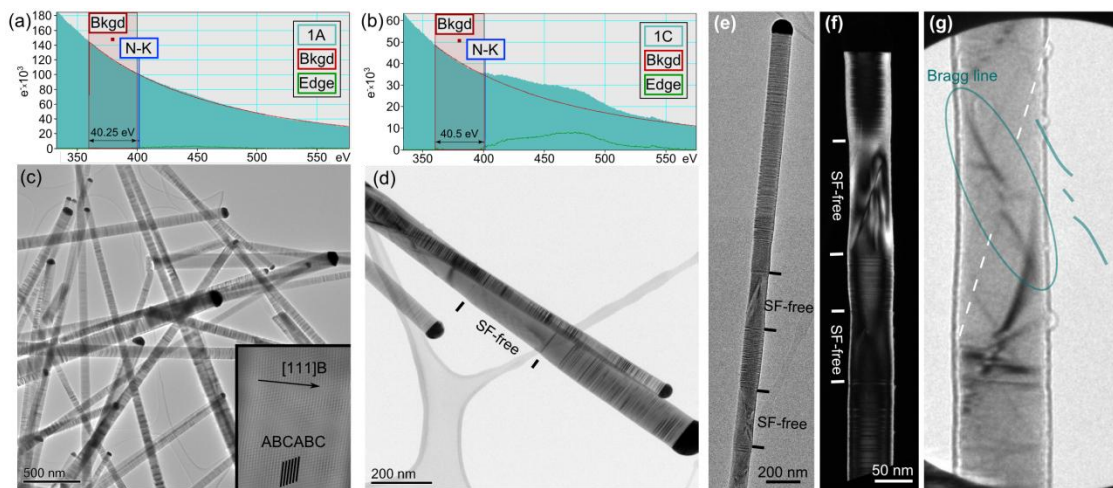 (a)
e*10³
180
160
140
120
100
80
60
40
20
0
Bkgd
N-K
40.25 eV
1A
Bkgd
Edge
350 400 450 500 550 eV
(b)
e*10³
60
50
40
30
20
10
0
Bkgd
N-K
40.5 eV
1C
Bkgd
Edge
350 400 450 500 550 eV
(c)
[111]B
ABCABC
500 nm
(d)
SF-free
200 nm
(e)
SF-free
SF-free
200 nm
(f)
SF-free
SF-free
50 nm
(g)
Bragg line